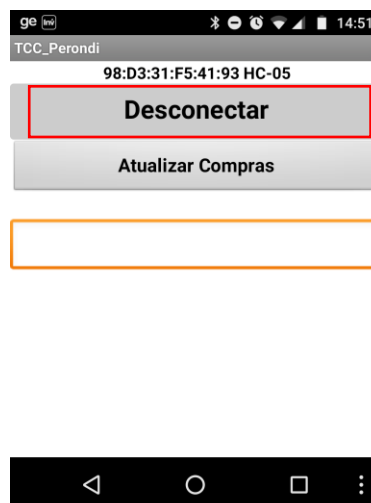 ge 14:51
TCC_Perondi
98:D3:31:F5:41:93 HC-05
Desconectar
Atualizar Compras